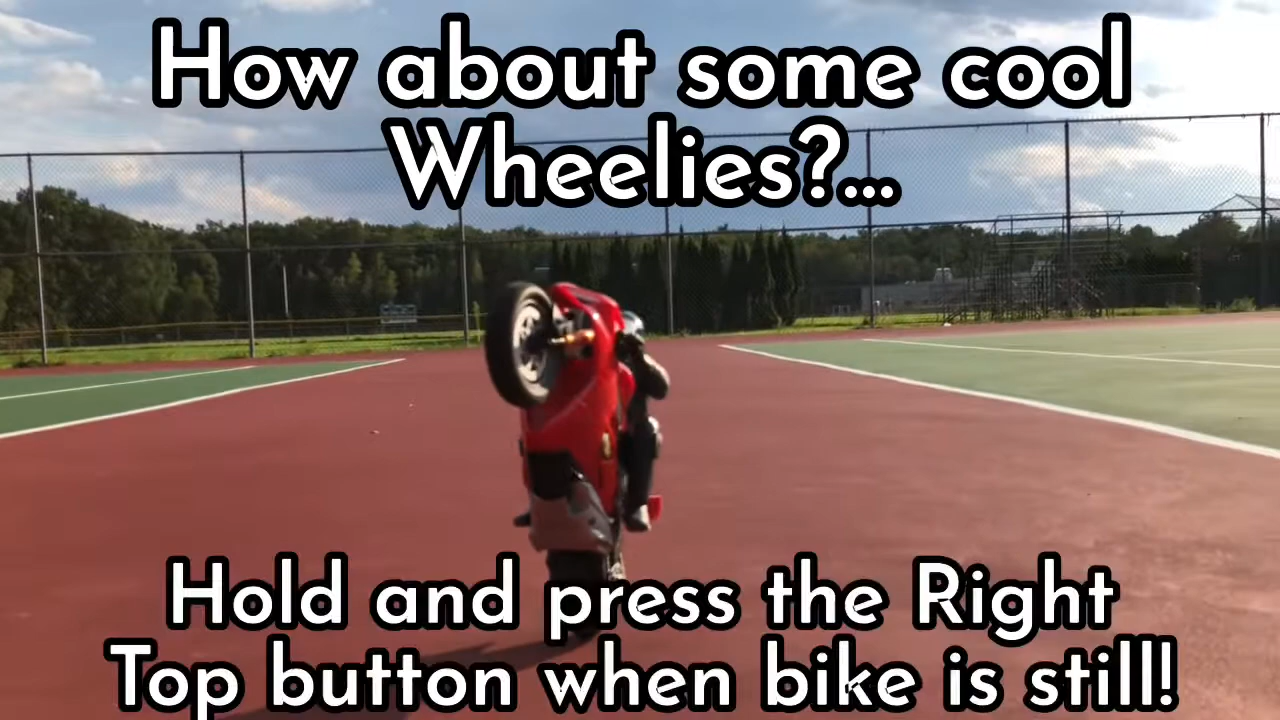 How about some cool
Wheelies?...
Hold and press the Right
Top button when bike is still!